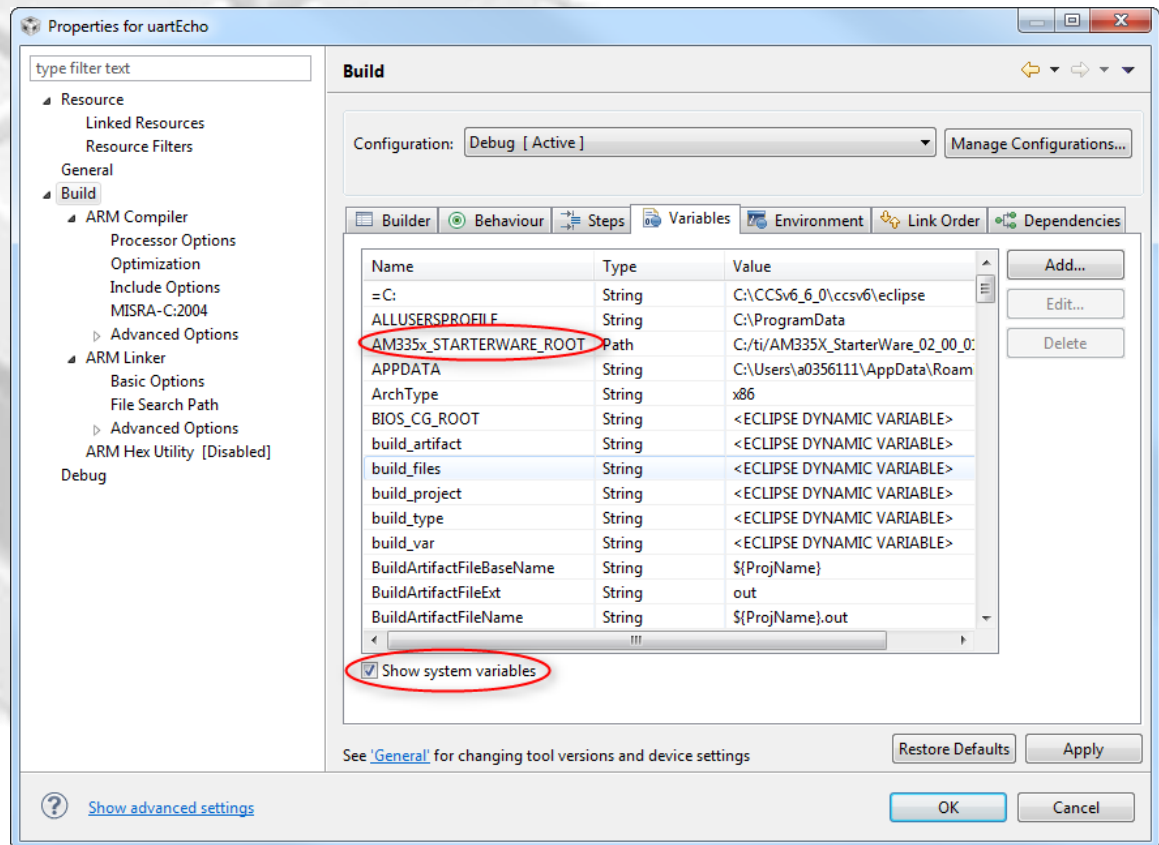 Properties for uartEcho
type filter text
Resource
Linked Resources
Resource Filters
General
Build
ARM Compiler
Processor Options
Optimization
Include Options
MISRA-C:2004
Advanced Options
ARM Linker
Basic Options
File Search Path
Advanced Options
ARM Hex Utility [Disabled]
Debug
Build
Configuration: Debug [ Active ] Manage Configurations...
Builder Behaviour Steps Variables Environment Link Order Dependencies
Name Type Value
=C: String C:\CCSv6_6_0\ccsv6\eclipse
ALLUSERSPROFILE String C:\ProgramData
AM335x_STARTERWARE_ROOT Path C:/ti/AM335X_StarterWare_02_00_01
APPDATA String C:\Users\a0356111\AppData\Roam
ArchType String x86
BIOS_CG_ROOT String <ECLIPSE DYNAMIC VARIABLE>
build_artifact String <ECLIPSE DYNAMIC VARIABLE>
build_files String <ECLIPSE DYNAMIC VARIABLE>
build_project String <ECLIPSE DYNAMIC VARIABLE>
build_type String <ECLIPSE DYNAMIC VARIABLE>
build_var String <ECLIPSE DYNAMIC VARIABLE>
BuildArtifactFileBaseName String ${ProjName}
BuildArtifactFileExt String out
BuildArtifactFileName String ${ProjName}.out
Add...
Edit...
Delete
Show system variables
See 'General' for changing tool versions and device settings
Restore Defaults Apply
Show advanced settings
OK Cancel